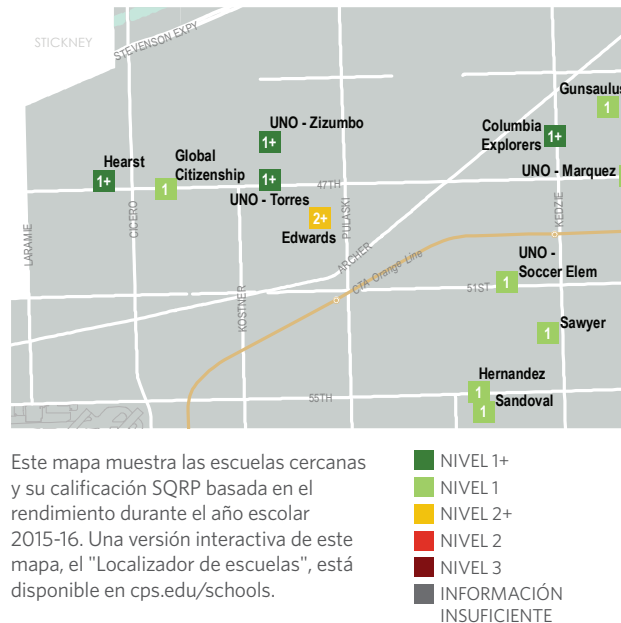 STICKNEY
STEVENSON EXPY
Gunsaulus
1
UNO - Zizumbo
1+
Columbia
Explorers
1+
Hearst
1+
Global
Citizenship
1
1+
UNO - Torres
47TH
UNO - Marquez
2+
Edwards
LARAMIE
CICERO
KOSTNER
PULASKI
KEDZIE
ARCHER
CTA Orange Line
UNO -
Soccer Elem
1
51ST
Sawyer
1
Hernandez
1
Sandoval
1
55TH
Este mapa muestra las escuelas cercanas
y su calificación SQRP basada en el
rendimiento durante el año escolar
2015-16. Una versión interactiva de este
mapa, el "Localizador de escuelas", está
disponible en cps.edu/schools.
NIVEL 1+
NIVEL 1
NIVEL 2+
NIVEL 2
NIVEL 3
INFORMACIÓN
INSUFICIENTE